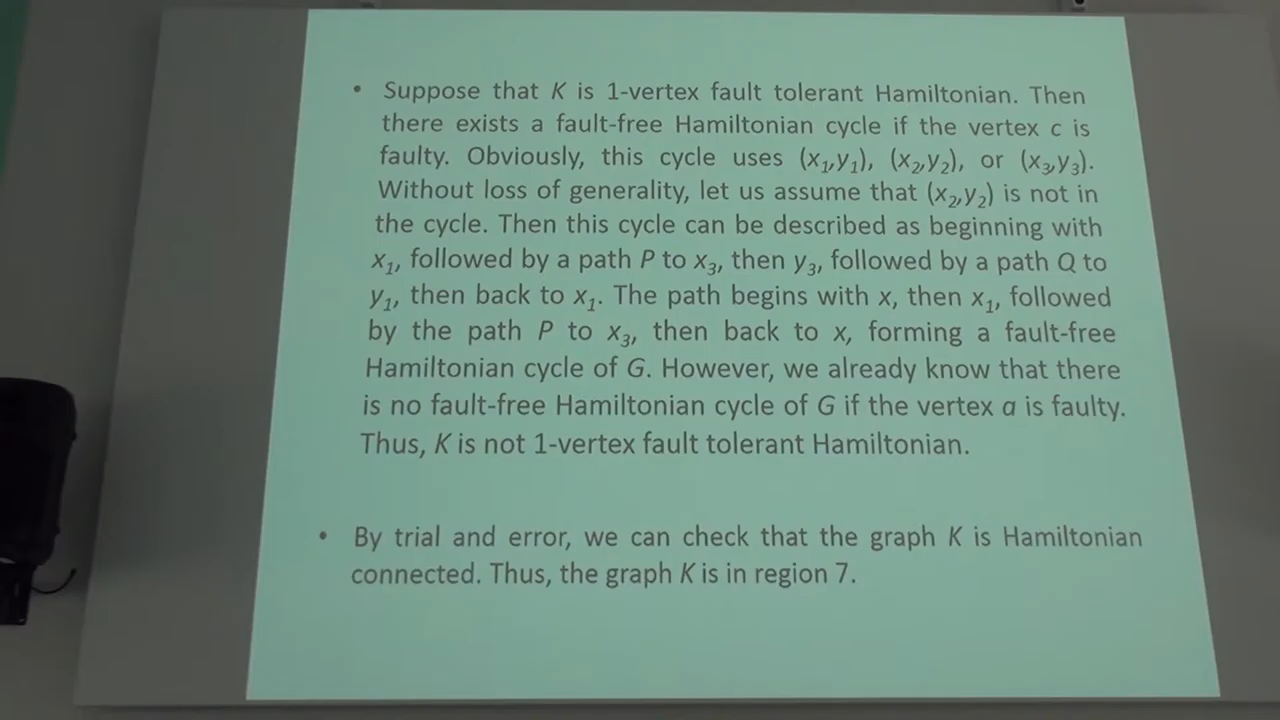 • Suppose that K is 1-vertex fault tolerant Hamiltonian. Then
there exists a fault-free Hamiltonian cycle if the vertex c is
faulty. Obviously, this cycle uses (x₁,y₁), (x₂,y₂), or (x₃,y₃).
Without loss of generality, let us assume that (x₂,y₂) is not in
the cycle. Then this cycle can be described as beginning with
x₁, followed by a path P to x₃, then y₃, followed by a path Q to
y₁, then back to x₁. The path begins with x, then x₁, followed
by the path P to x₃, then back to x, forming a fault-free
Hamiltonian cycle of G. However, we already know that there
is no fault-free Hamiltonian cycle of G if the vertex a is faulty.
Thus, K is not 1-vertex fault tolerant Hamiltonian.
• By trial and error, we can check that the graph K is Hamiltonian
connected. Thus, the graph K is in region 7.